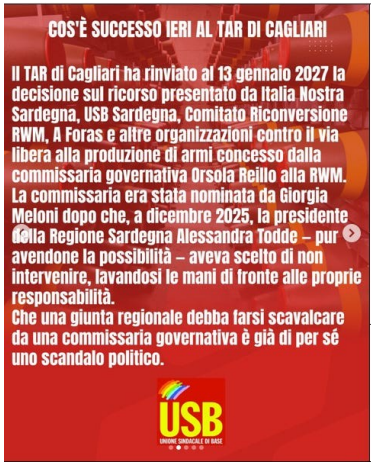 COS'È SUCCESSO IERI AL TAR DI CAGLIARI
Il TAR di Cagliari ha rinviato al 13 gennaio 2027 la
decisione sul ricorso presentato da Italia Nostra
Sardegna, USB Sardegna, Comitato Riconversione
RWM, A Foras e altre organizzazioni contro il via
libera alla produzione di armi concesso dalla
commissaria governativa Orsola Reillo alla RWM.
La commissaria era stata nominata da Giorgia
Meloni dopo che, a dicembre 2025, la presidente
della Regione Sardegna Alessandra Todde – pur
avendone la possibilità – aveva scelto di non
intervenire, lavandosi le mani di fronte alle proprie
responsabilità.
Che una giunta regionale debba farsi scavalcare
da una commissaria governativa è già di per sé
uno scandalo politico.
USB
UNIONE SINDACALE DI BASE